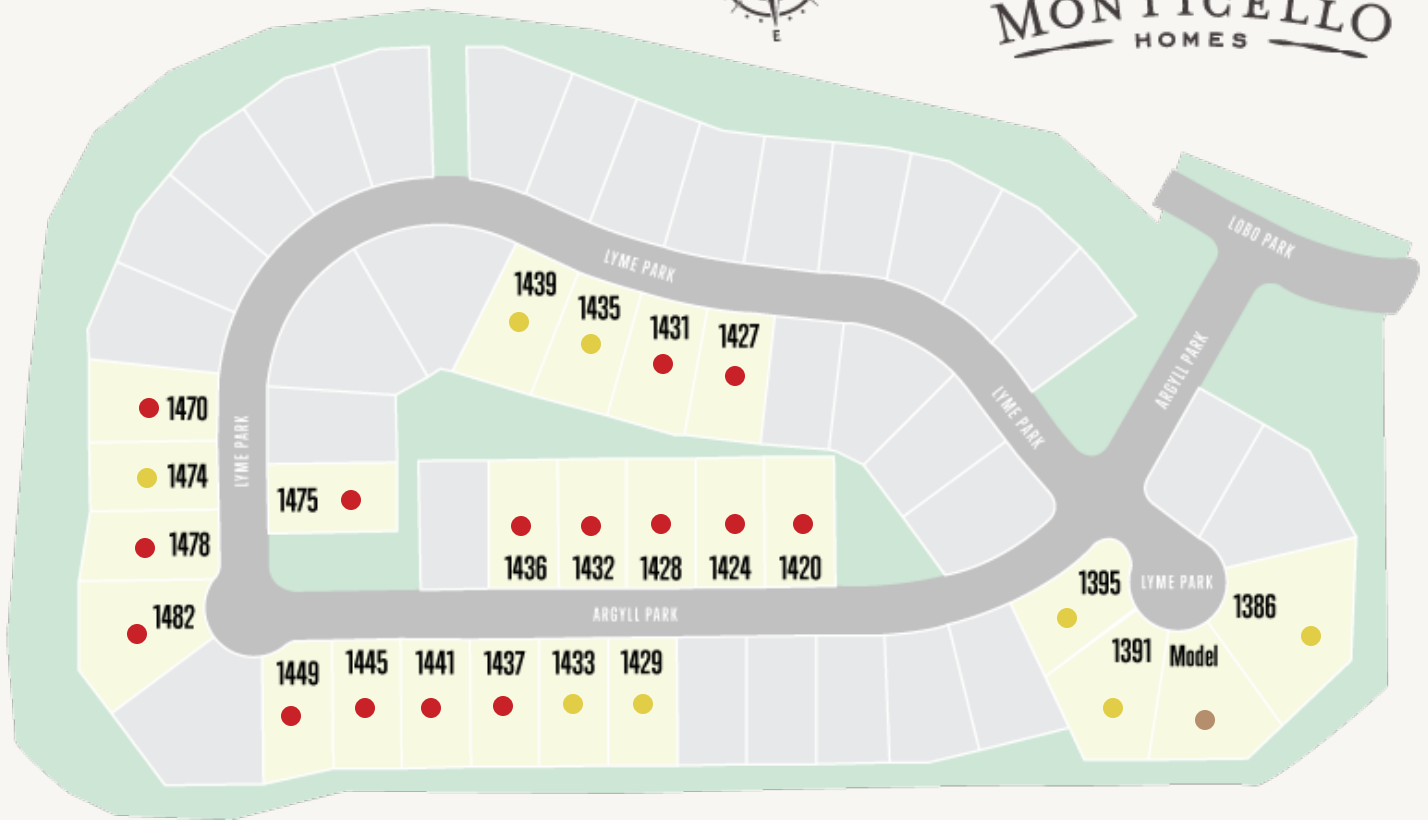 E
MONTICELLO
HOMES
LOBO PARK
ARGYLL PARK
LYME PARK
LYME PARK
1439
1435
1431
1427
1470
1474
1478
1482
LYME PARK
1475
1436
1432
1428
1424
1420
ARGYLL PARK
1449
1445
1441
1437
1433
1429
1395
LYME PARK
1386
1391
Model